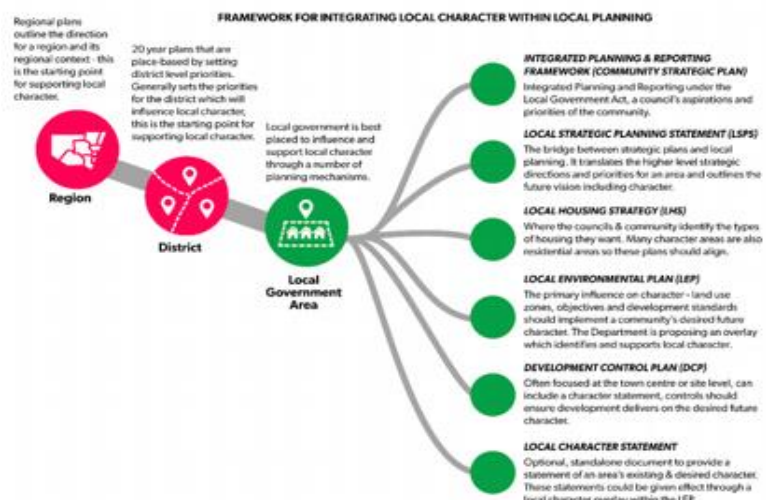 FRAMEWORK FOR INTEGRATING LOCAL CHARACTER WITHIN LOCAL PLANNING
Regional plans
outline the direction
for a region and its
regional context - this
is the starting point
for supporting local
character.
Region
20 year plans that are
place-based by setting
district level priorities.
Generally sets the priorities
for the district which will
influence local character,
this is the starting point for
supporting local character.
District
Local government is best
placed to influence and
support local character
through a number of
planning mechanisms.
Local
Government
Area
INTEGRATED PLANNING & REPORTING
FRAMEWORK (COMMUNITY STRATEGIC PLAN)
Integrated Planning and Reporting under the
Local Government Act, a council's aspirations and
priorities of the community.
LOCAL STRATEGIC PLANNING STATEMENT (LSPS)
The bridge between strategic plans and local
planning. It translates the higher level strategic
directions and priorities for an area and outlines the
future vision including character.
LOCAL HOUSING STRATEGY (LHS)
Where the councils & community identify the types
of housing they want. Many character areas are also
residential areas so these plans should align.
LOCAL ENVIRONMENTAL PLAN (LEP)
The primary influence on character - land use
zones, objectives and development standards
should implement a community's desired future
character. The Department is proposing an overlay
which identifies and supports local character.
DEVELOPMENT CONTROL PLAN (DCP)
Often focused at the town centre or site level, can
include a character statement, controls should
ensure development delivers on the desired future
character.
LOCAL CHARACTER STATEMENT
Optional, standalone document to provide a
statement of an area's existing & desired character.
These statements could be given effect through a
local character overlay within the LEP.